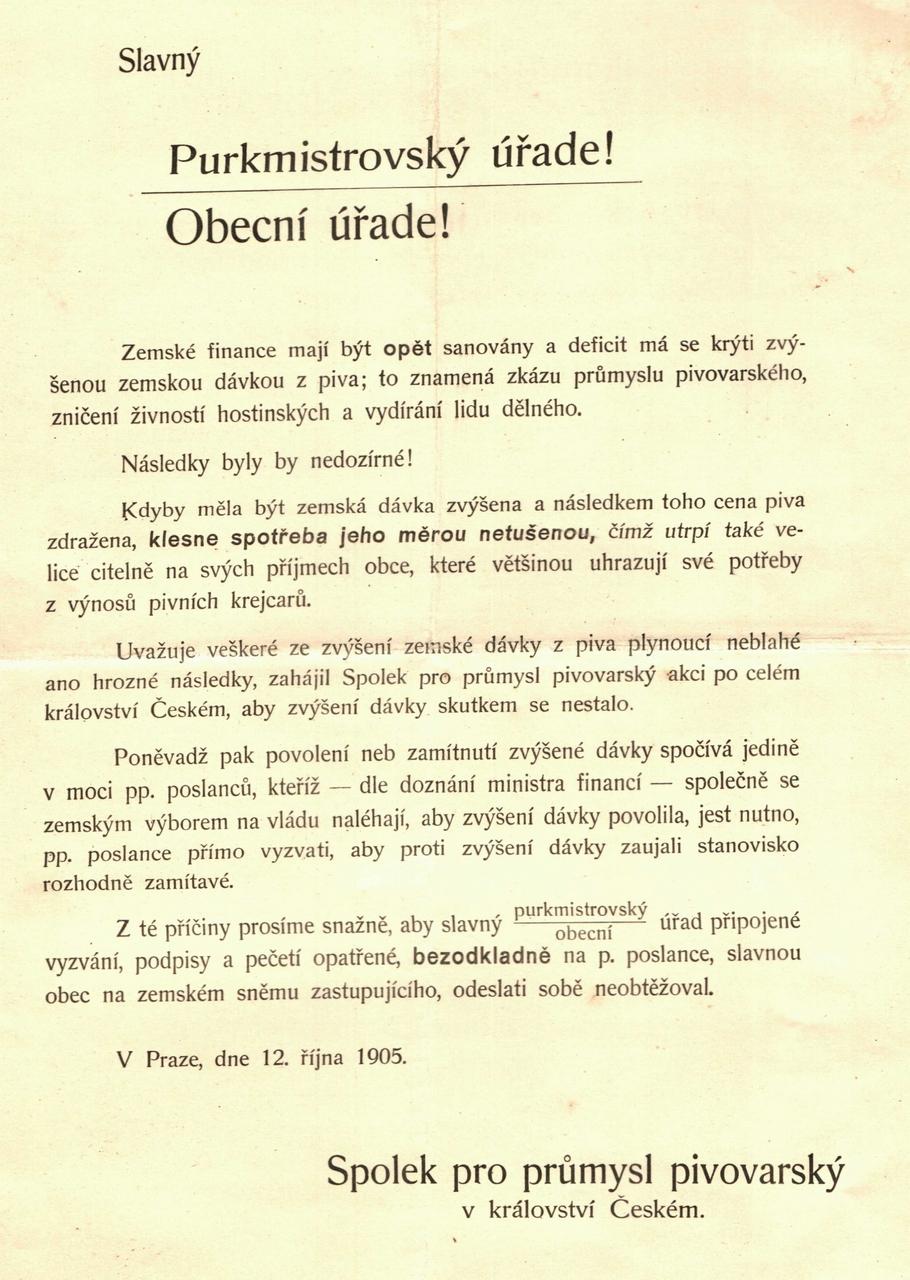 Slavný
Purkmistrovský úřade!
Obecní úřade!
Zemské finance mají být opět sanovány a deficit má se krýti zvý-
šenou zemskou dávkou z piva; to znamená zkázu průmyslu pivovarského,
zničení živností hostinských a vydírání lidu dělného.
Následky byly by nedozírné!
Kdyby měla být zemská dávka zvýšena a následkem toho cena piva
zdražena, klesne spotřeba jeho měrou netušenou, čímž utrpí také ve-
lice citelně na svých příjmech obce, které většinou uhrazují své potřeby
z výnosů pivních krejcarů.
Uvažuje veškeré ze zvýšení zemské dávky z piva plynoucí neblahé
ano hrozné následky, zahájil Spolek pro průmysl pivovarský akci po celém
království Českém, aby zvýšení dávky skutkem se nestalo.
Poněvadž pak povolení neb zamítnutí zvýšené dávky spočívá jedině
v moci pp. poslanců, kteříž — dle doznání ministra financí — společně se
zemským výborem na vládu naléhají, aby zvýšení dávky povolila, jest nutno,
pp. poslance přímo vyzvati, aby proti zvýšení dávky zaujali stanovisko
rozhodně zamítavé.
Z té příčiny prosíme snažně, aby slavný purkmistrovský obecní úřad připojené
vyzvání, podpisy a pečetí opatřené, bezodkladně na p. poslance, slavnou
obec na zemském sněmu zastupujícího, odeslati sobě neobtěžoval.
V Praze, dne 12. října 1905.
Spolek pro průmysl pivovarský
v království Českém.